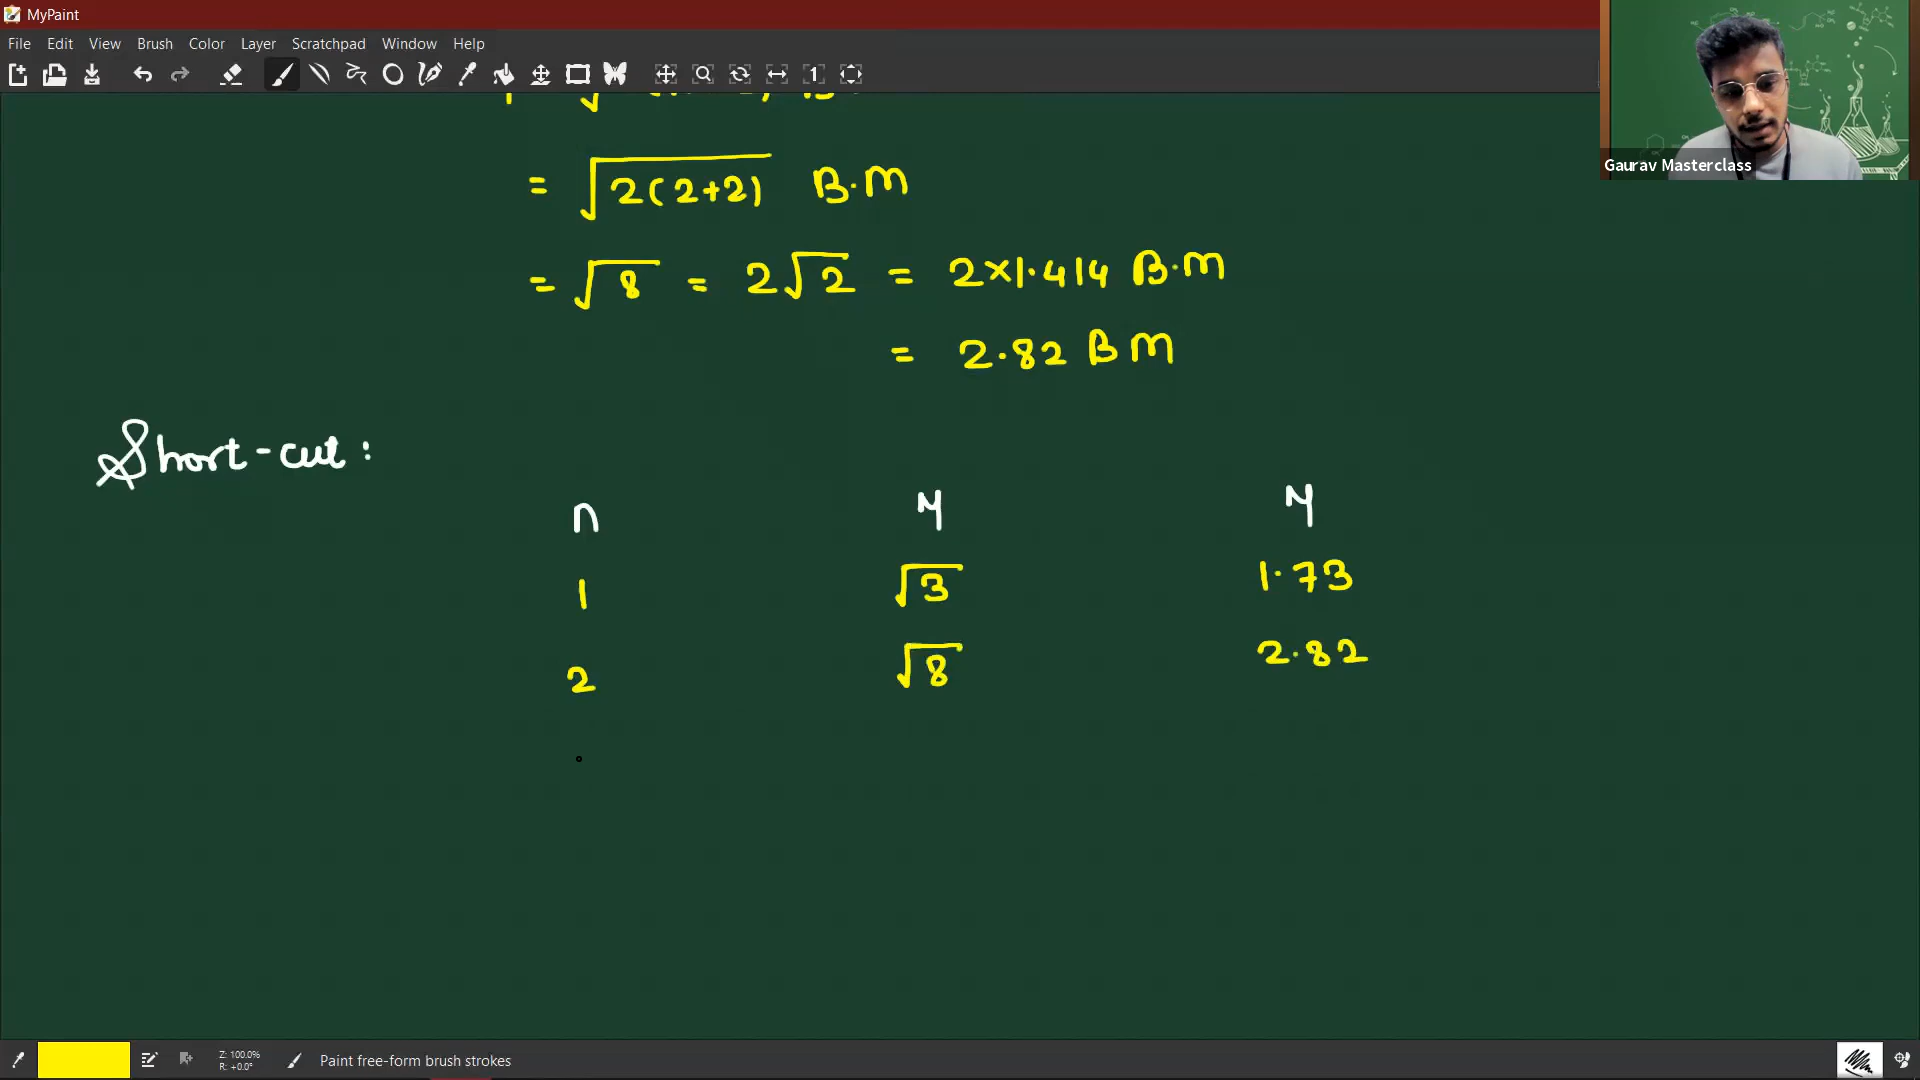 MyPaint
File Edit View Brush Color Layer Scratchpad Window Help
Gaurav Masterclass
= √2(2+2) B.M
= √8 = 2√2 = 2×1.414 B.M
= 2.82 BM
Short-cut:
n μ μ
1 √3 1.73
2 √8 2.82
Z: 100.0%
R: +0.0°
Paint free-form brush strokes